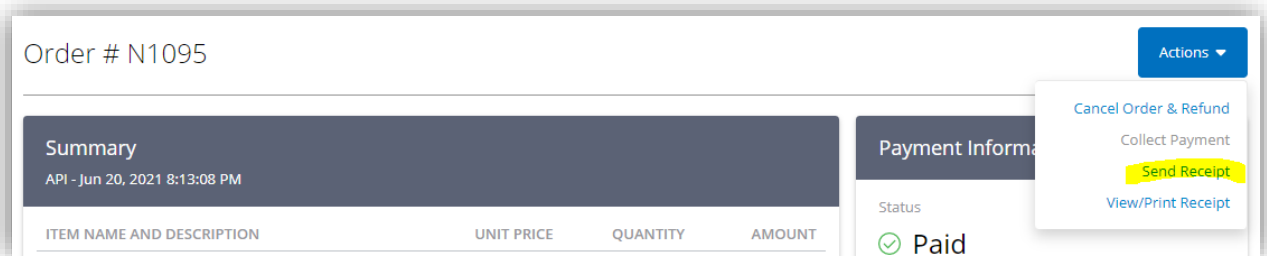 Order # N1095
Actions
Cancel Order & Refund
Collect Payment
Send Receipt
View/Print Receipt
Summary
API - Jun 20, 2021 8:13:08 PM
ITEM NAME AND DESCRIPTION UNIT PRICE QUANTITY AMOUNT
Payment Informa
Status
Paid